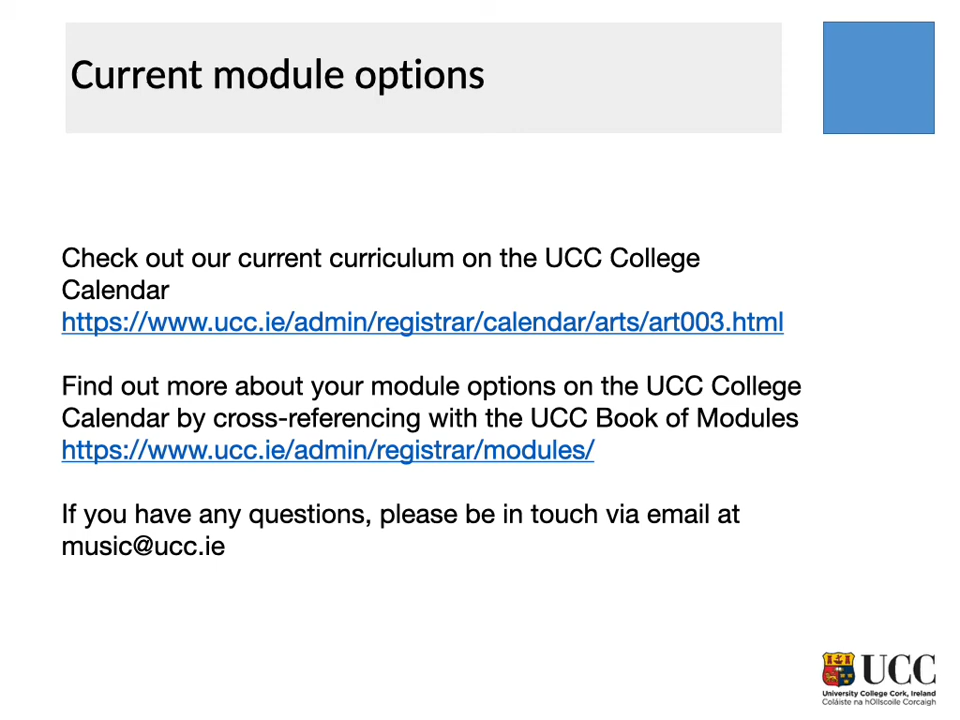 Current module options
Check out our current curriculum on the UCC College
Calendar
https://www.ucc.ie/admin/registrar/calendar/arts/art003.html
Find out more about your module options on the UCC College
Calendar by cross-referencing with the UCC Book of Modules
https://www.ucc.ie/admin/registrar/modules/
If you have any questions, please be in touch via email at
music@ucc.ie
UCC
University College Cork, Ireland
Coláiste na hOllscoile Corcaigh